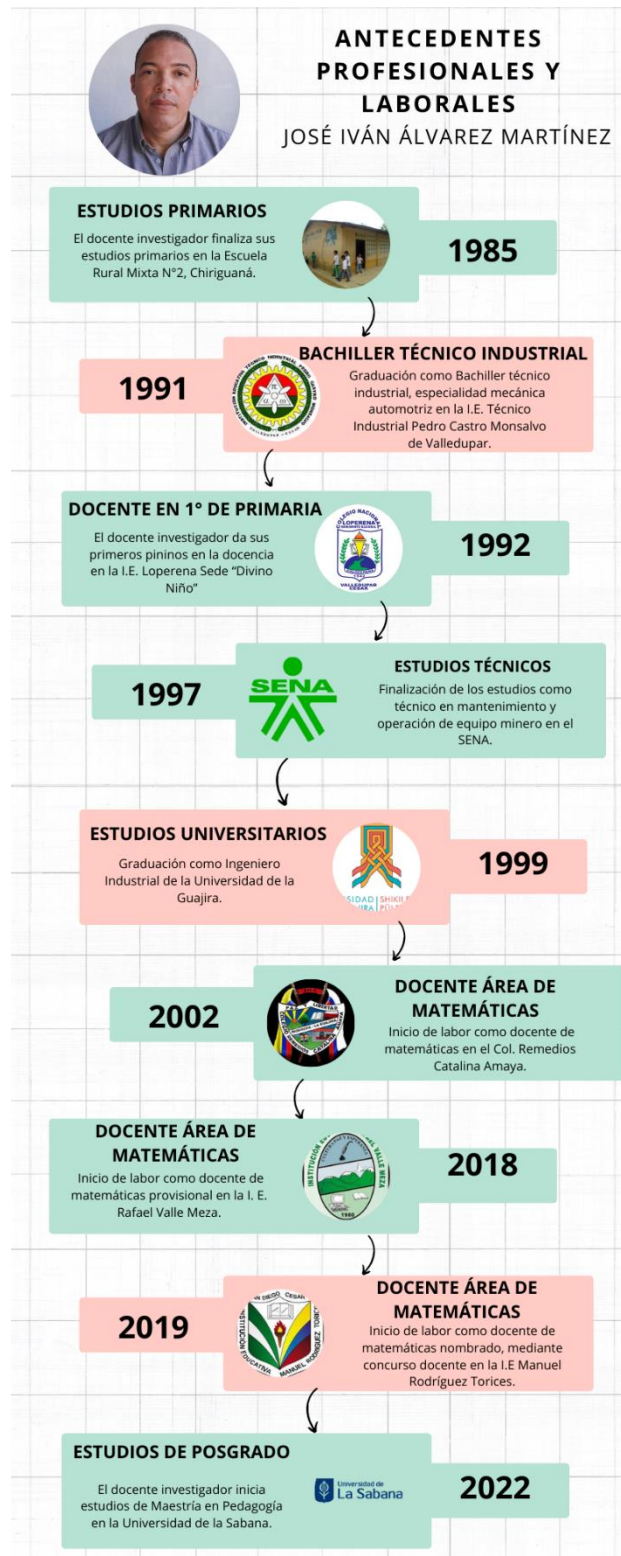 ANTECEDENTES
PROFESIONALES Y
LABORALES
JOSÉ IVÁN ÁLVAREZ MARTÍNEZ
ESTUDIOS PRIMARIOS
El docente investigador finaliza sus
estudios primarios en la Escuela
Rural Mixta N°2, Chiriguaná.
1985
1991
BACHILLER TÉCNICO INDUSTRIAL
Graduación como Bachiller técnico
industrial, especialidad mecánica
automotriz en la I.E. Técnico
Industrial Pedro Castro Monsalvo
de Valledupar.
DOCENTE EN 1° DE PRIMARIA
El docente investigador da sus
primeros pininos en la docencia
en la I.E. Loperena Sede “Divino
Niño”
COLEGIO NACIONAL
LOPERENA
VALLEDUPAR
CESAR
1992
1997
SENA
ESTUDIOS TÉCNICOS
Finalización de los estudios como
técnico en mantenimiento y
operación de equipo minero en el
SENA.
ESTUDIOS UNIVERSITARIOS
Graduación como Ingeniero
Industrial de la Universidad de la
Guajira.
1999
2002
DOCENTE ÁREA DE
MATEMÁTICAS
Inicio de labor como docente de
matemáticas en el Col. Remedios
Catalina Amaya.
DOCENTE ÁREA DE
MATEMÁTICAS
Inicio de labor como docente de
matemáticas provisional en la I. E.
Rafael Valle Meza.
2018
2019
DOCENTE ÁREA DE
MATEMÁTICAS
Inicio de labor como docente de
matemáticas nombrado, mediante
concurso docente en la I.E Manuel
Rodríguez Torices.
ESTUDIOS DE POSGRADO
El docente investigador inicia
estudios de Maestría en Pedagogía
en la Universidad de la Sabana.
Universidad de
La Sabana
2022